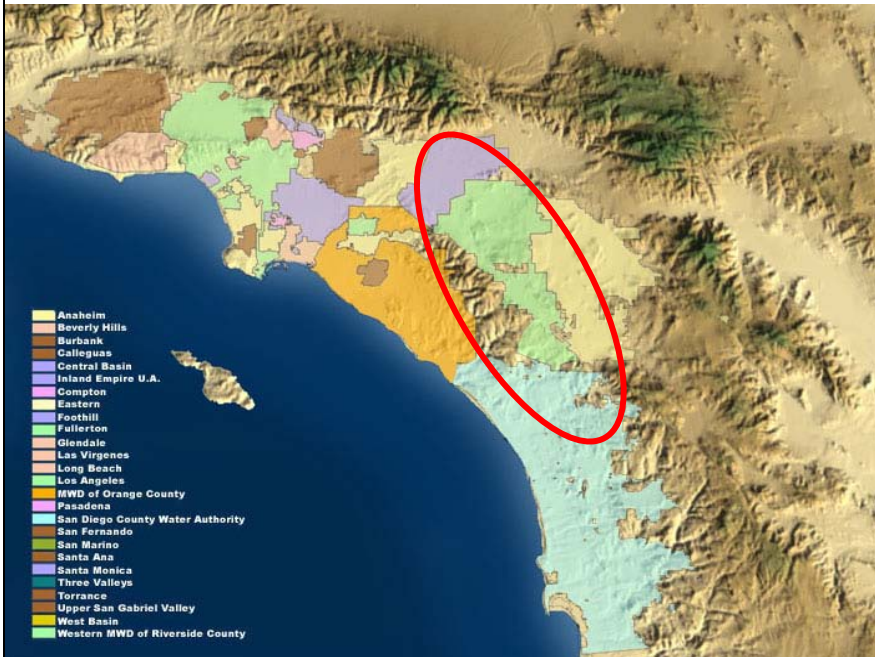 Anaheim
Beverly Hills
Burbank
Calleguas
Central Basin
Inland Empire U.A.
Compton
Eastern
Foothill
Fullerton
Glendale
Las Virgenes
Long Beach
Los Angeles
MWD of Orange County
Pasadena
San Diego County Water Authority
San Fernando
San Marino
Santa Ana
Santa Monica
Three Valleys
Torrance
Upper San Gabriel Valley
West Basin
Western MWD of Riverside County